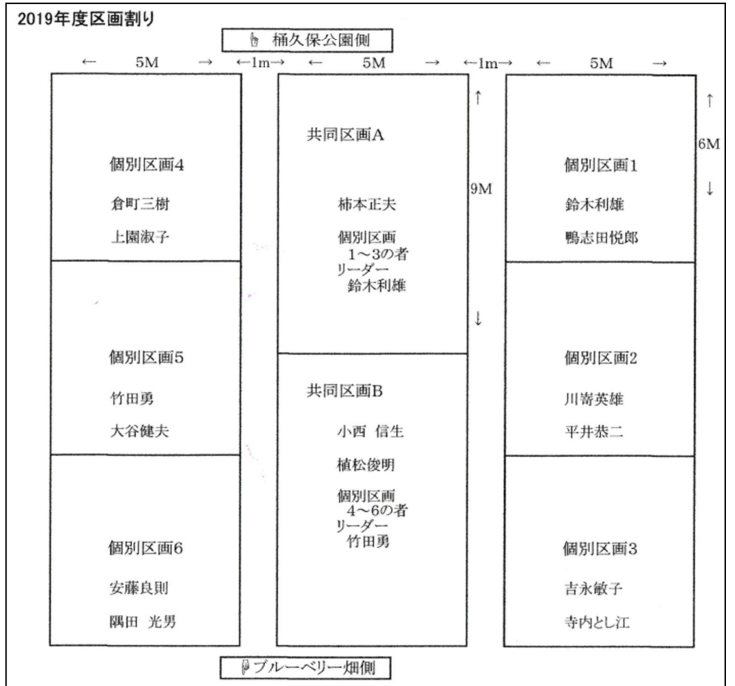 2019年度区画割り
桶久保公園側
← 5M → ←1m→ ← 5M → ←1m→ ← 5M →
個別区画4
倉町三樹
上園淑子
個別区画5
竹田勇
大谷健夫
個別区画6
安藤良則
隅田 光男
共同区画A
柿本正夫
個別区画
1～3の者
リーダー
鈴木利雄
↑
9M
↓
共同区画B
小西 信生
植松俊明
個別区画
4～6の者
リーダー
竹田勇
個別区画1
鈴木利雄
鴨志田悦郎
↑
6M
↓
個別区画2
川嵜英雄
平井恭二
個別区画3
吉永敏子
寺内とし江
ブルーベリー畑側